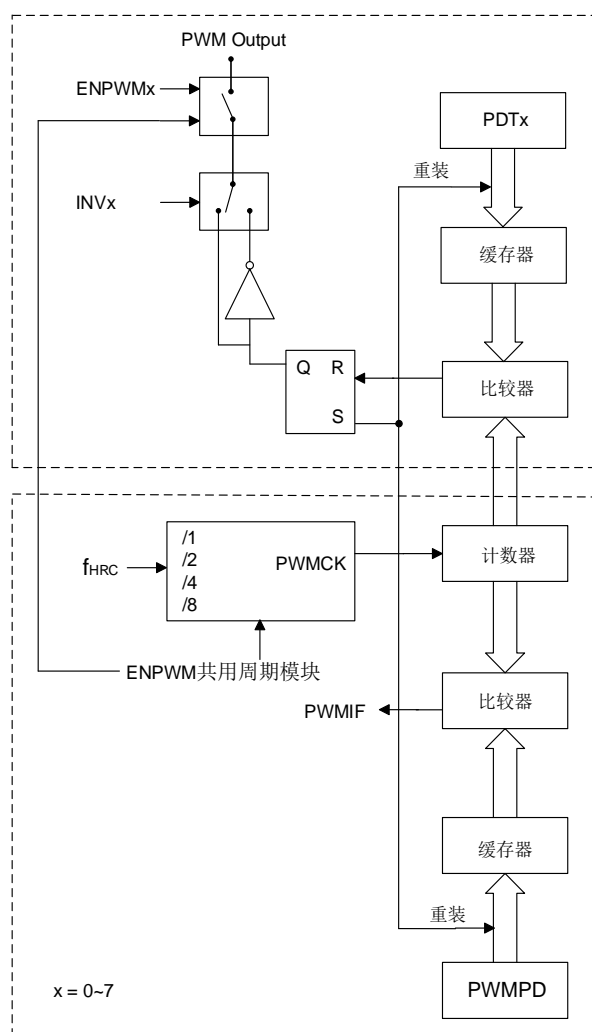 PWM Output
ENPWMx
PDTx
重装
INVx
缓存器
Q R
S
比较器
/1
/2
/4
/8
PWMCK
fHRC
计数器
ENPWM共用周期模块
PWMIF
比较器
缓存器
重装
PWMPD
x = 0~7